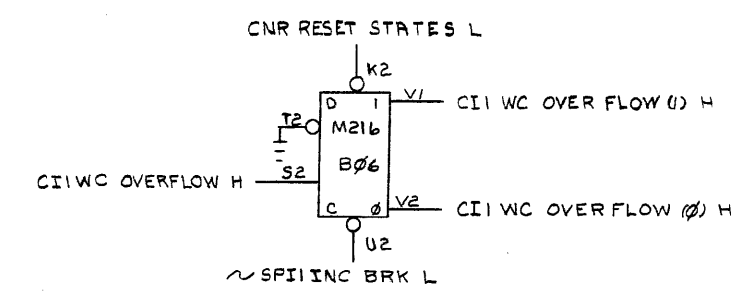 CNR RESET STATES L
K2
D 1 V1 CI1 WC OVER FLOW (1) H
T2 M216
BØ6
CI1WC OVERFLOW H S2
C Ø V2 CI1 WC OVER FLOW (Ø) H
U2
~ SPI1INC BRK L